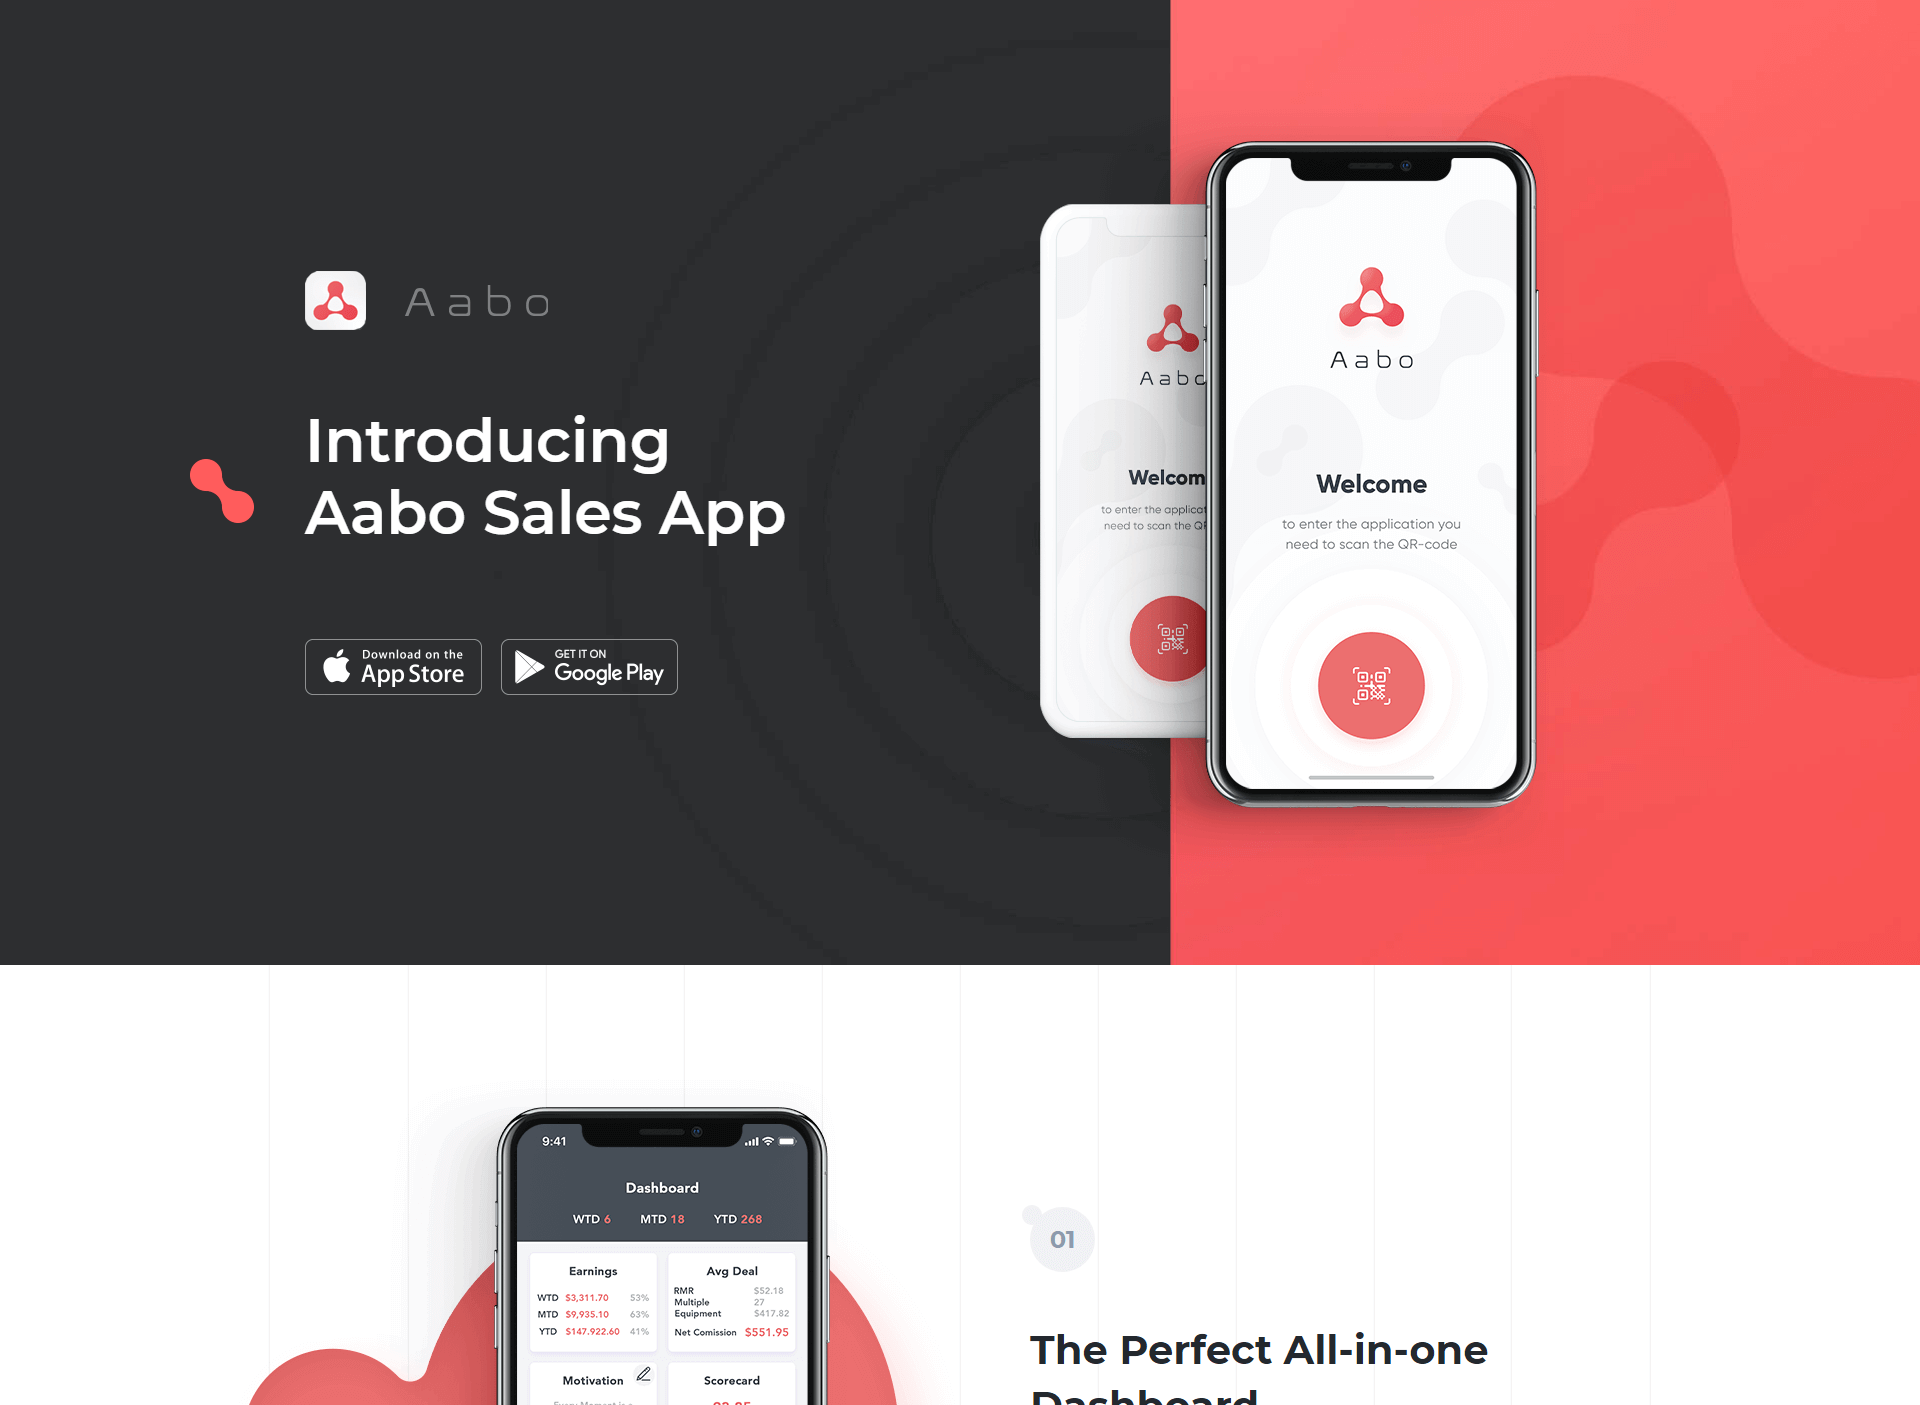 Aabo
Introducing
Aabo Sales App
Download on the
App Store
GET IT ON
Google Play
Aabo
Welcom
to enter the applicat
need to scan the QR
Aabo
Welcome
to enter the application you
need to scan the QR-code
9:41
Dashboard
WTD 6 MTD 18 YTD 268
Earnings
WTD $3,311.70 53%
MTD $9,935.10 63%
YTD $147.922.60 41%
Avg Deal
RMR $52.18
Multiple 27
Equipment $417.82
Net Comission $551.95
Motivation
Scorecard
01
The Perfect All-in-one
Dashboard